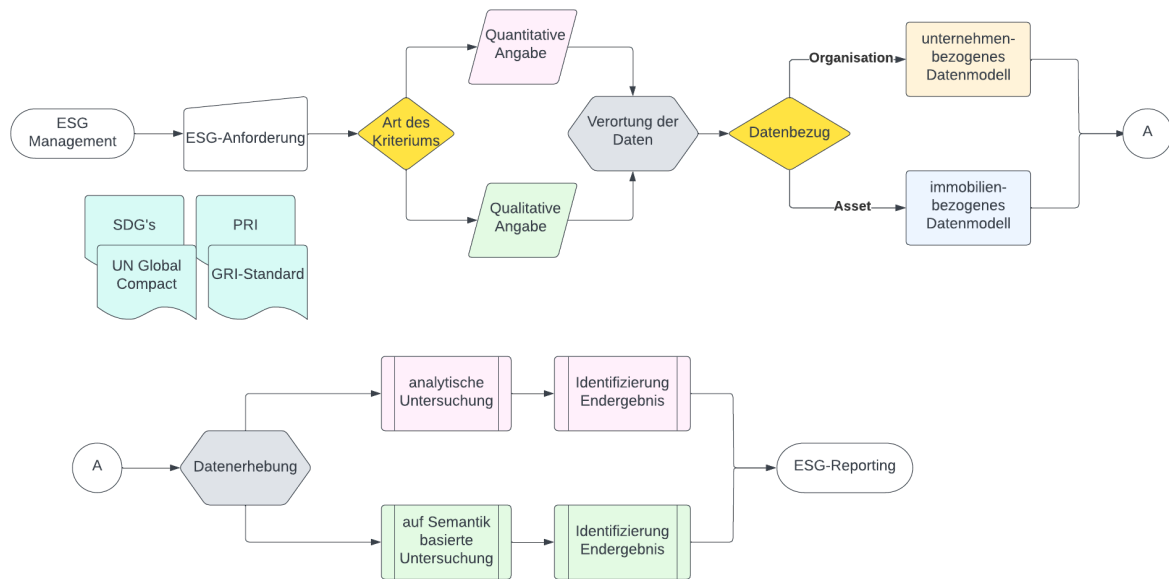 ESG
Management
ESG-Anforderung
Art des
Kriteriums
Quantitative
Angabe
Qualitative
Angabe
Verortung der
Daten
Datenbezug
Organisation
Asset
unternehmen-
bezogenes
Datenmodell
immobilien-
bezogenes
Datenmodell
A
SDG's
PRI
UN Global
Compact
GRI-Standard
A
Datenerhebung
analytische
Untersuchung
Identifizierung
Endergebnis
auf Semantik
basierte
Untersuchung
Identifizierung
Endergebnis
ESG-Reporting